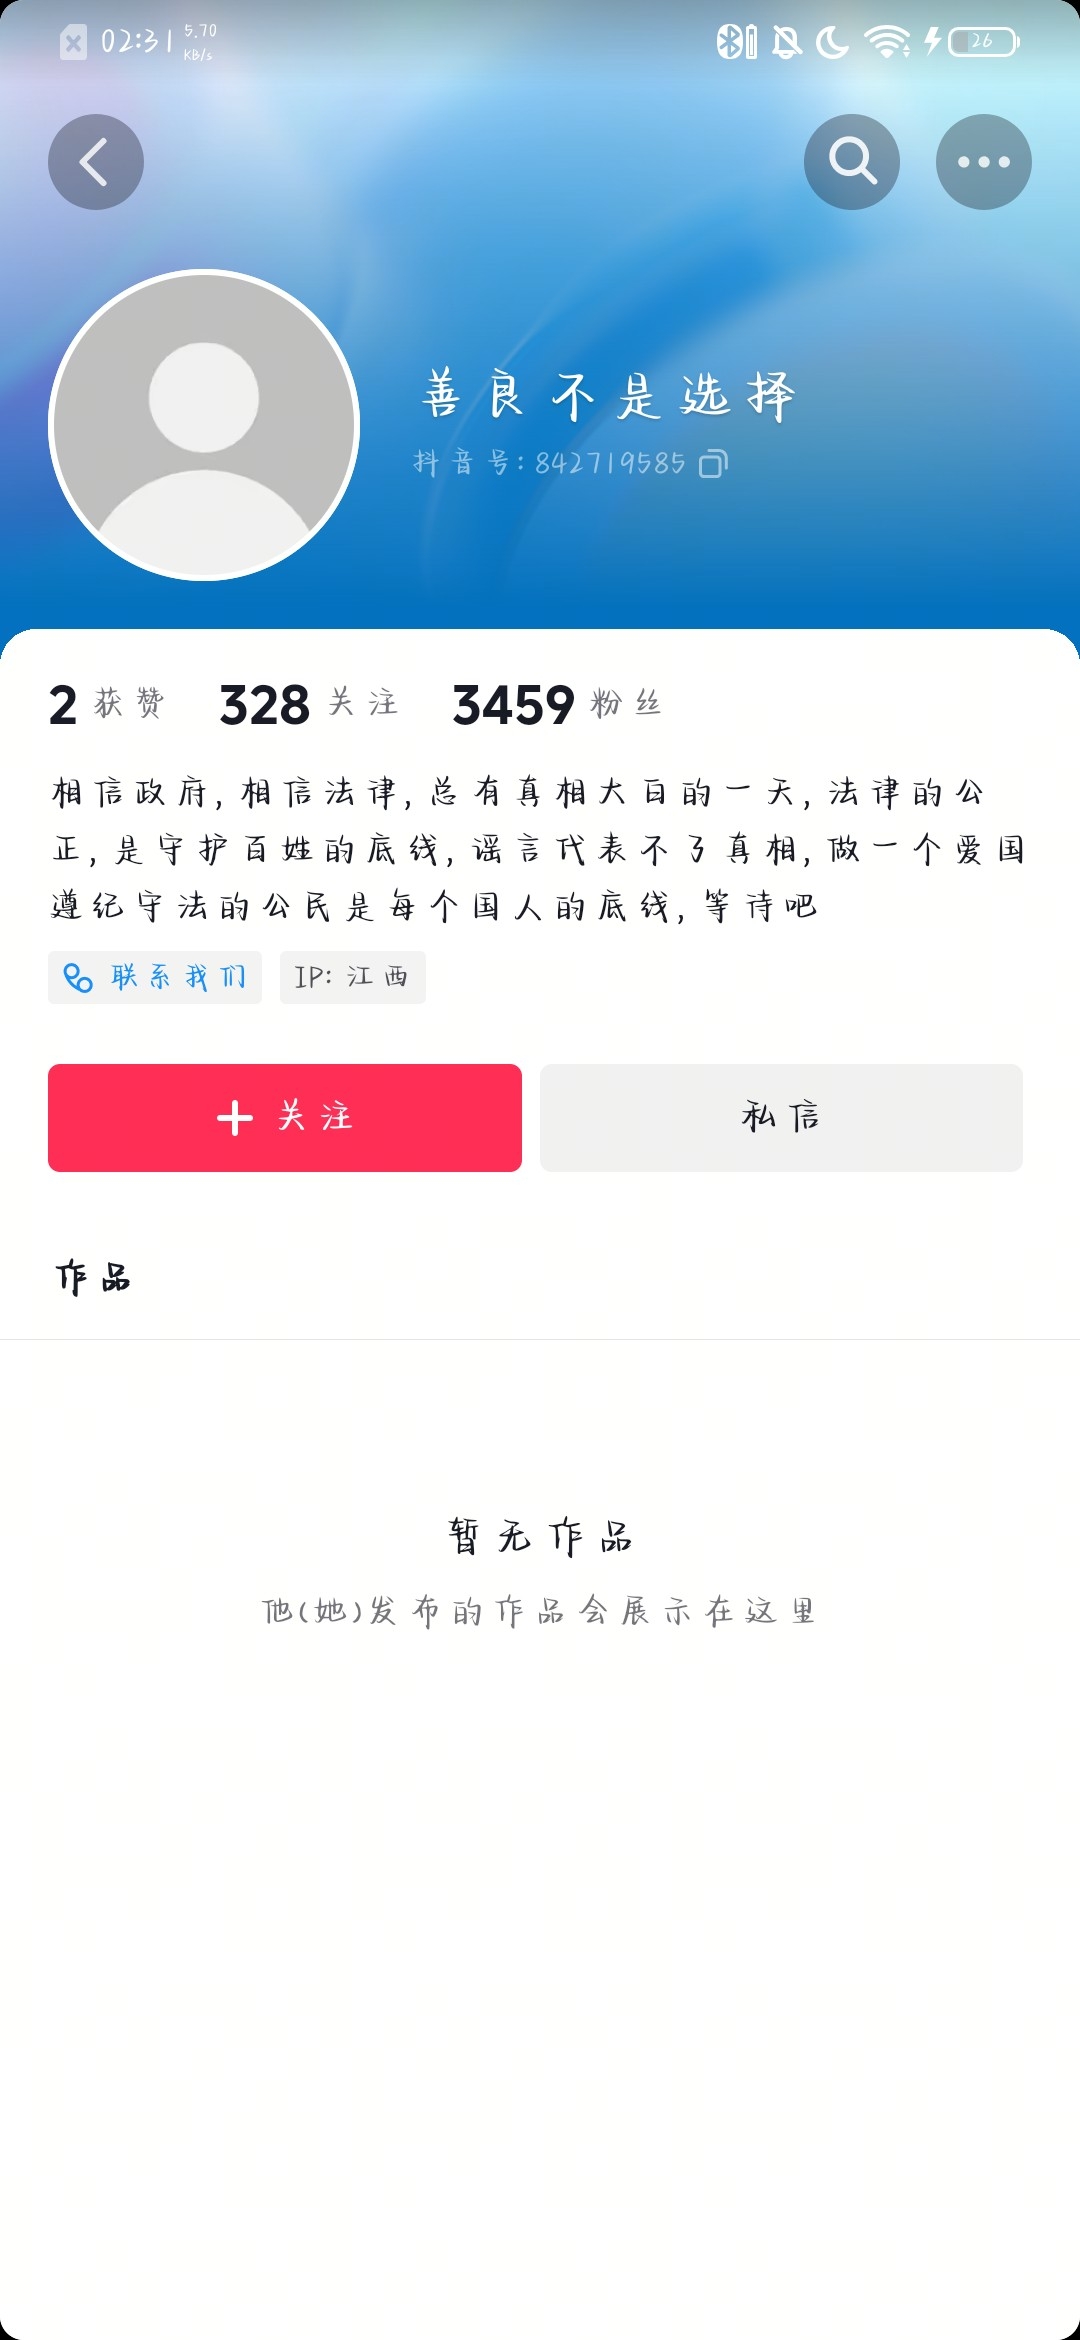 02:31 5.70 KB/s 26
善良不是选择
抖音号:842719585
2 获赞 328 关注 3459 粉丝
相信政府,相信法律,总有真相大白的一天,法律的公
正,是守护百姓的底线,谣言代表不了真相,做一个爱国
遵纪守法的公民是每个国人的底线,等待吧
联系我们 IP: 江西
关注 私信
作品
暂无作品
他(她)发布的作品会展示在这里